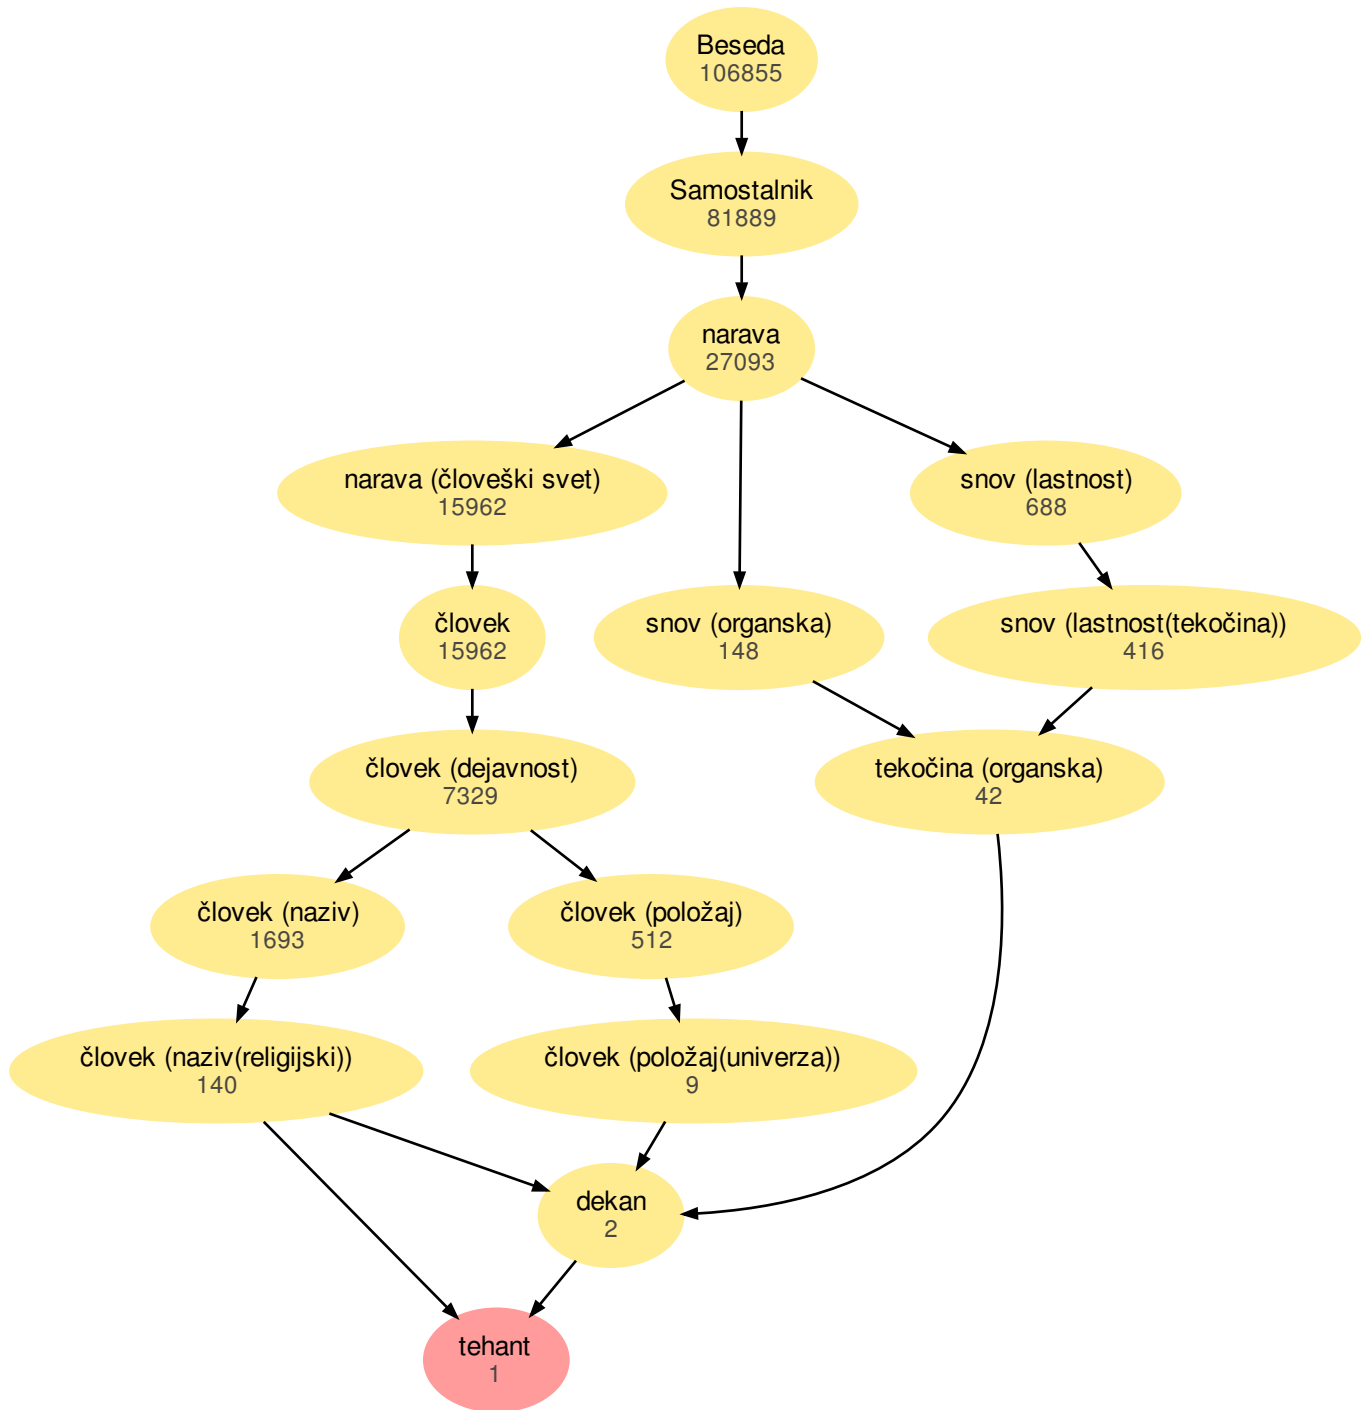 Beseda
106855
Samostalnik
81889
narava
27093
narava (človeški svet)
15962
snov (lastnost)
688
človek
15962
snov (organska)
148
snov (lastnost(tekočina))
416
človek (dejavnost)
7329
tekočina (organska)
42
človek (naziv)
1693
človek (položaj)
512
človek (naziv(religijski))
140
človek (položaj(univerza))
9
dekan
2
tehant
1